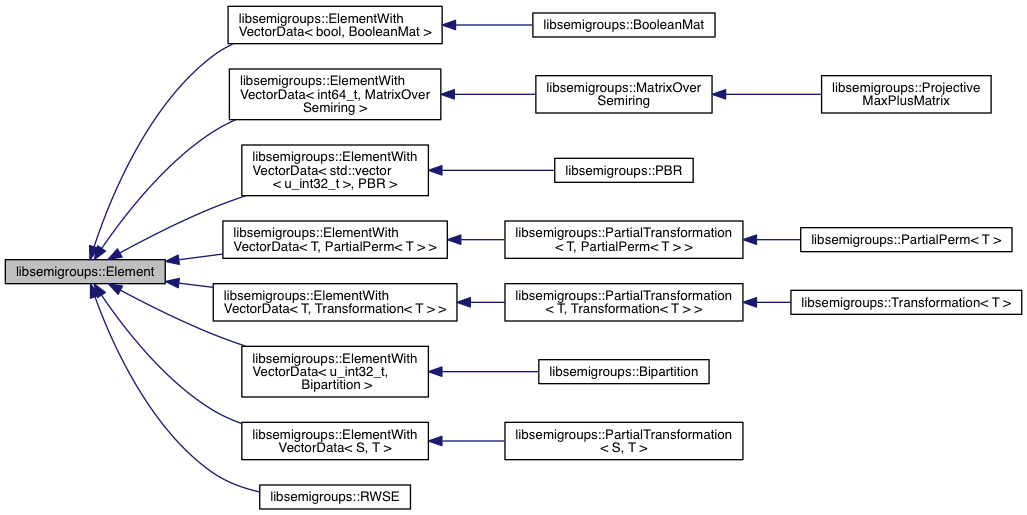 libsemigroups::ElementWith
VectorData< bool, BooleanMat >
libsemigroups::BooleanMat
libsemigroups::ElementWith
VectorData< int64_t, MatrixOver
Semiring >
libsemigroups::MatrixOver
Semiring
libsemigroups::Projective
MaxPlusMatrix
libsemigroups::ElementWith
VectorData< std::vector
< u_int32_t >, PBR >
libsemigroups::PBR
libsemigroups::ElementWith
VectorData< T, PartialPerm< T > >
libsemigroups::PartialTransformation
< T, PartialPerm< T > >
libsemigroups::PartialPerm< T >
libsemigroups::Element
libsemigroups::ElementWith
VectorData< T, Transformation< T > >
libsemigroups::PartialTransformation
< T, Transformation< T > >
libsemigroups::Transformation< T >
libsemigroups::ElementWith
VectorData< u_int32_t,
Bipartition >
libsemigroups::Bipartition
libsemigroups::ElementWith
VectorData< S, T >
libsemigroups::PartialTransformation
< S, T >
libsemigroups::RWSE